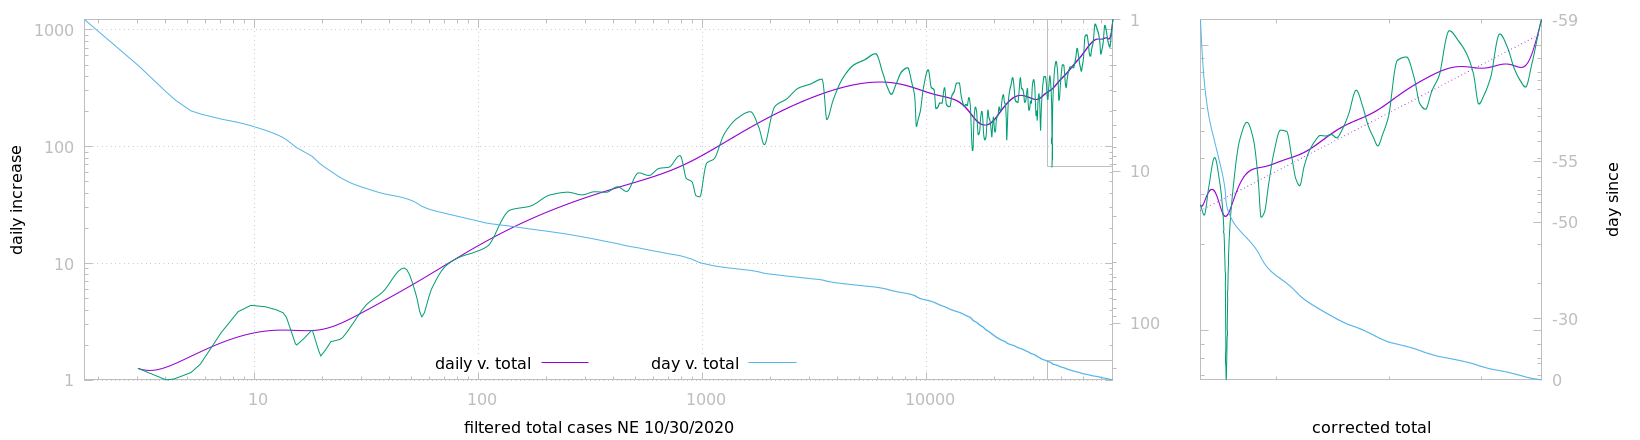 1000
100
10
1
daily increase
10
100
1000
10000
filtered total cases NE 10/30/2020
daily v. total
day v. total
1
10
100
-59
-55
-50
-30
0
day since
corrected total